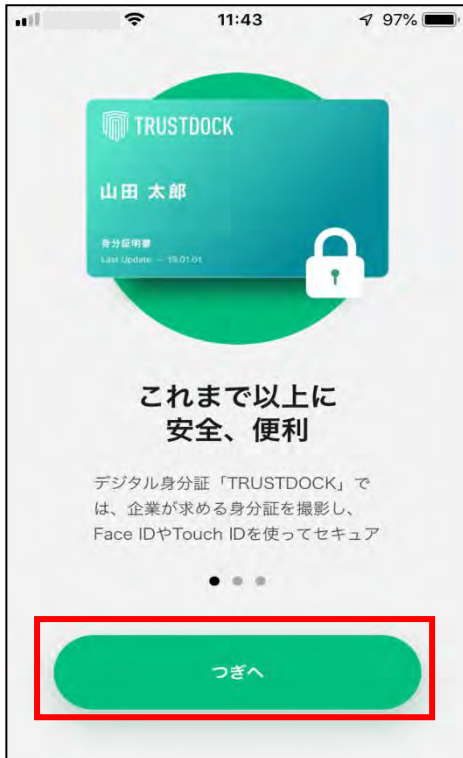 11:43
97%
TRUSTDOCK
山田 太郎
身分証明書
Last Update — 19.01.01
これまで以上に
安全、便利
デジタル身分証「TRUSTDOCK」で
は、企業が求める身分証を撮影し、
Face IDやTouch IDを使ってセキュア
つぎへ